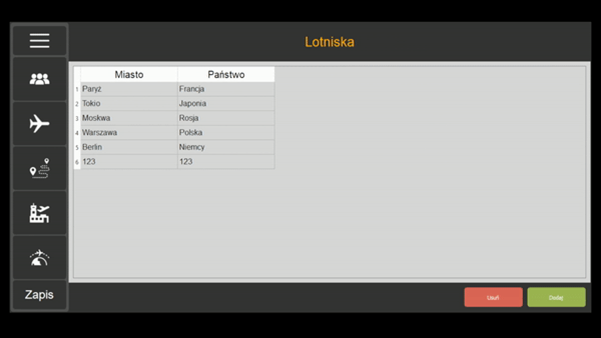 Lotniska
Miasto Państwo
1 Paryż Francja
2 Tokio Japonia
3 Moskwa Rosja
4 Warszawa Polska
5 Berlin Niemcy
6 123 123
Zapis
Usuń Dodaj